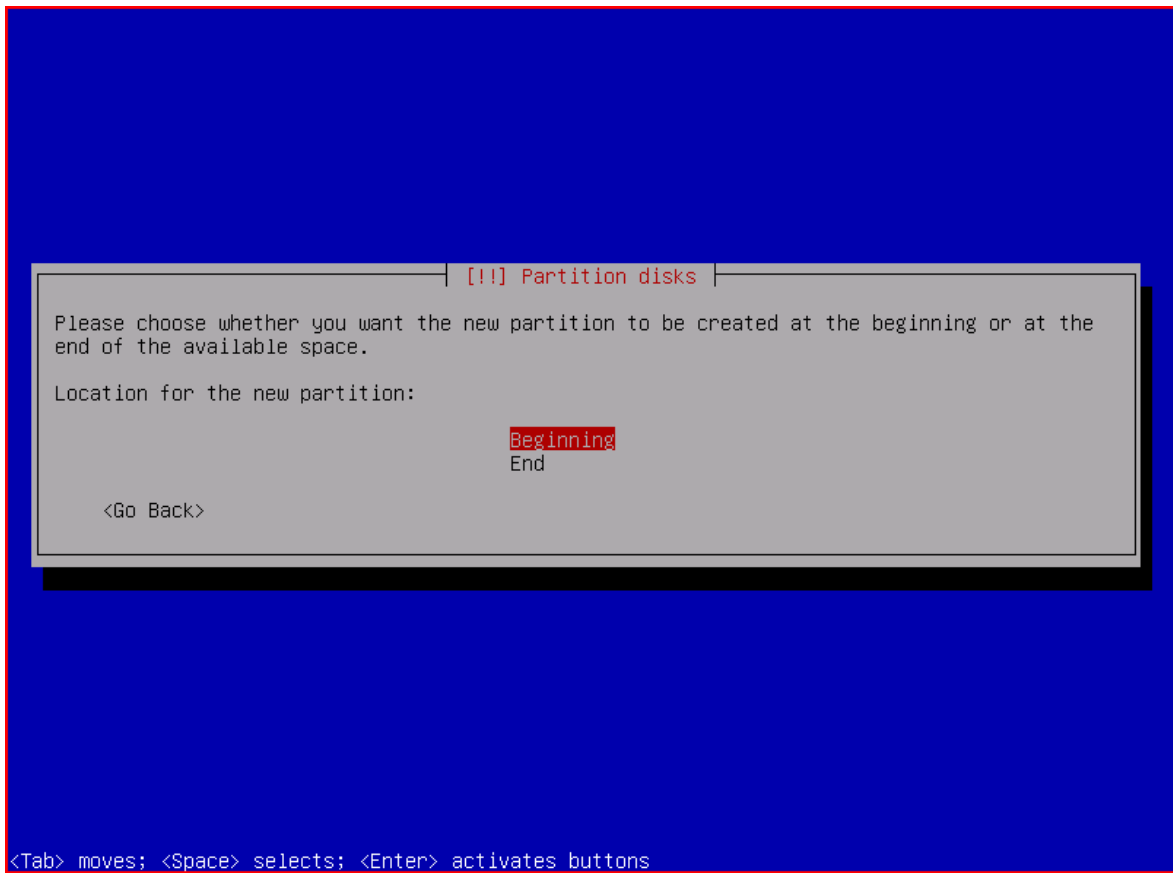 [!!] Partition disks
Please choose whether you want the new partition to be created at the beginning or at the
end of the available space.
Location for the new partition:
Beginning
End
<Go Back>
<Tab> moves; <Space> selects; <Enter> activates buttons